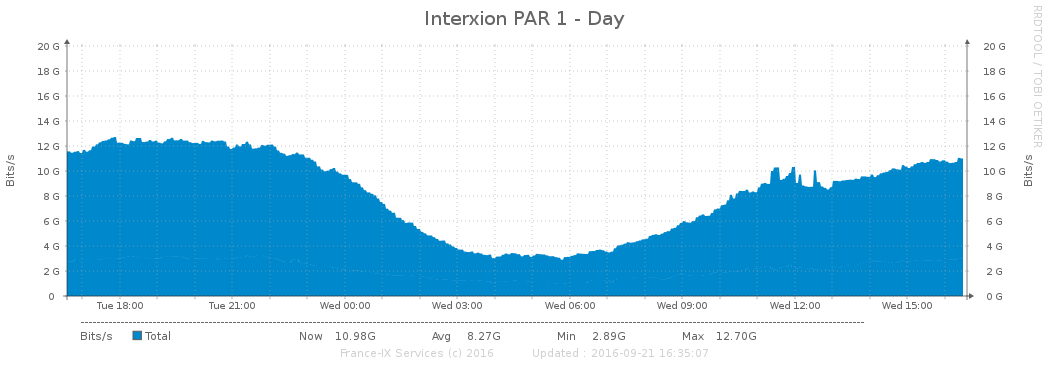 Interxion PAR 1 - Day
RRDTOOL / TOBI OETIKER
Bits/s
20 G 20 G
18 G 18 G
16 G 16 G
14 G 14 G
12 G 12 G
10 G 10 G
8 G 8 G
6 G 6 G
4 G 4 G
2 G 2 G
0 0 G
Bits/s
Tue 18:00 Tue 21:00 Wed 00:00 Wed 03:00 Wed 06:00 Wed 09:00 Wed 12:00 Wed 15:00
Bits/s Total Now 10.98G Avg 8.27G Min 2.89G Max 12.70G
France-IX Services (c) 2016 Updated : 2016-09-21 16:35:07